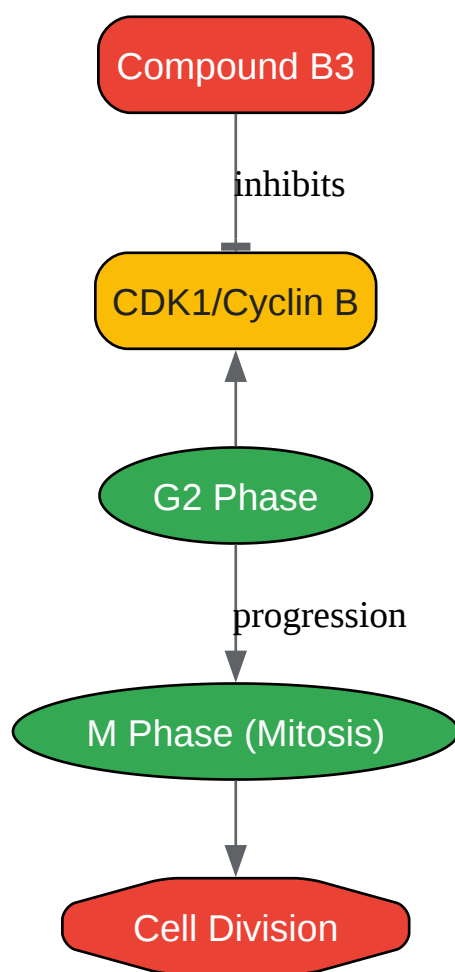 Compound B3
inhibits
CDK1/Cyclin B
G2 Phase
progression
M Phase (Mitosis)
Cell Division